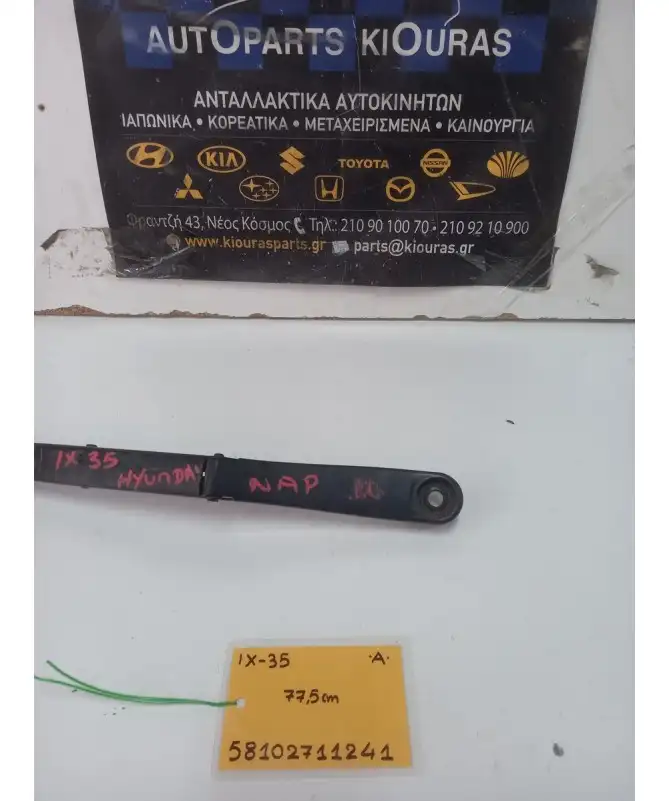 AUTOPARTS KIOURAS
ΑΝΤΑΛΛΑΚΤΙΚΑ ΑΥΤΟΚΙΝΗΤΩΝ
ΙΑΠΩΝΙΚΑ • ΚΟΡΕΑΤΙΚΑ • ΜΕΤΑΧΕΙΡΙΣΜΕΝΑ • ΚΑΙΝΟΥΡΓΙΑ
KIA TOYOTA NISSAN
Φραντζή 43, Νέος Κόσμος Τηλ.: 210 90 100 70 - 210 92 10 900
www.kiourasparts.gr parts@kiouras.gr
IX 35
HYUNDAI
NAP
IX-35 ·A·
77,5cm
58102711241